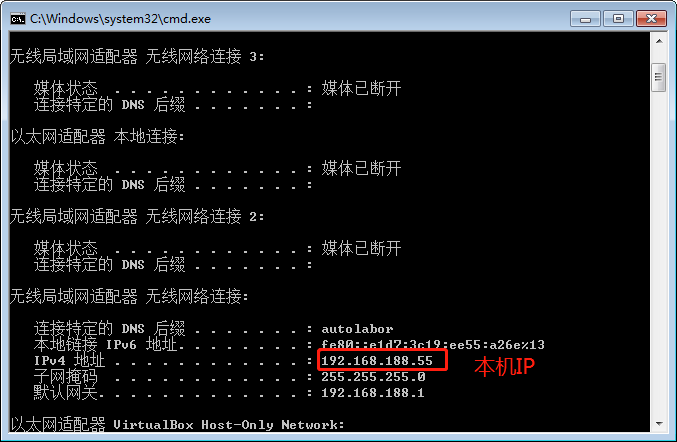 C:\Windows\system32\cmd.exe
无线局域网适配器 无线网络连接 3:
媒体状态 . . . . . . . . . . . . : 媒体已断开
连接特定的 DNS 后缀 . . . . . . . :
以太网适配器 本地连接:
媒体状态 . . . . . . . . . . . . : 媒体已断开
连接特定的 DNS 后缀 . . . . . . . :
无线局域网适配器 无线网络连接 2:
媒体状态 . . . . . . . . . . . . : 媒体已断开
连接特定的 DNS 后缀 . . . . . . . :
无线局域网适配器 无线网络连接:
连接特定的 DNS 后缀 . . . . . . . : autolabor
本地链接 IPv6 地址. . . . . . . . : fe80::e1d7:3c19:ee55:a26e%13
IPv4 地址 . . . . . . . . . . . . : 192.168.188.55 本机IP
子网掩码 . . . . . . . . . . . . : 255.255.255.0
默认网关. . . . . . . . . . . . . : 192.168.188.1
以太网适配器 VirtualBox Host-Only Network: